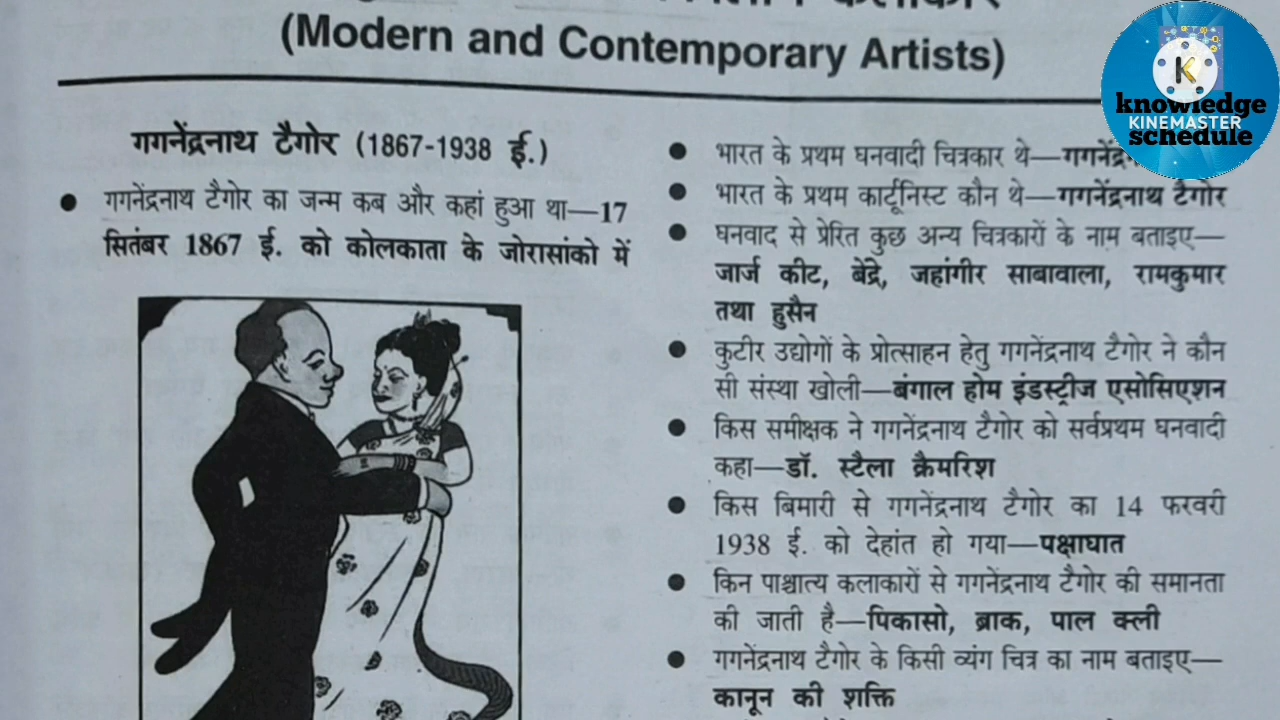 (Modern and Contemporary Artists)
knowledge
KINEMASTER
schedule
गगनेंद्रनाथ टैगोर (1867-1938 ई.)
● गगनेंद्रनाथ टैगोर का जन्म कब और कहां हुआ था—17
सितंबर 1867 ई. को कोलकाता के जोरासांको में
● भारत के प्रथम घनवादी चित्रकार थे—
● भारत के प्रथम कार्टूनिस्ट कौन थे—गगनेंद्रनाथ टैगोर
● घनवाद से प्रेरित कुछ अन्य चित्रकारों के नाम बताइए—
जार्ज कीट, बेंद्रे, जहांगीर साबावाला, रामकुमार
तथा हुसैन
● कुटीर उद्योगों के प्रोत्साहन हेतु गगनेंद्रनाथ टैगोर ने कौन
सी संस्था खोली—बंगाल होम इंडस्ट्रीज एसोसिएशन
● किस समीक्षक ने गगनेंद्रनाथ टैगोर को सर्वप्रथम घनवादी
कहा—डॉ. स्टैला क्रैमरिश
● किस बिमारी से गगनेंद्रनाथ टैगोर का 14 फरवरी
1938 ई. को देहांत हो गया—पक्षाघात
● किन पाश्चात्य कलाकारों से गगनेंद्रनाथ टैगोर की समानता
की जाती है—पिकासो, ब्राक, पाल क्ली
● गगनेंद्रनाथ टैगोर के किसी व्यंग चित्र का नाम बताइए—
कानून की शक्ति